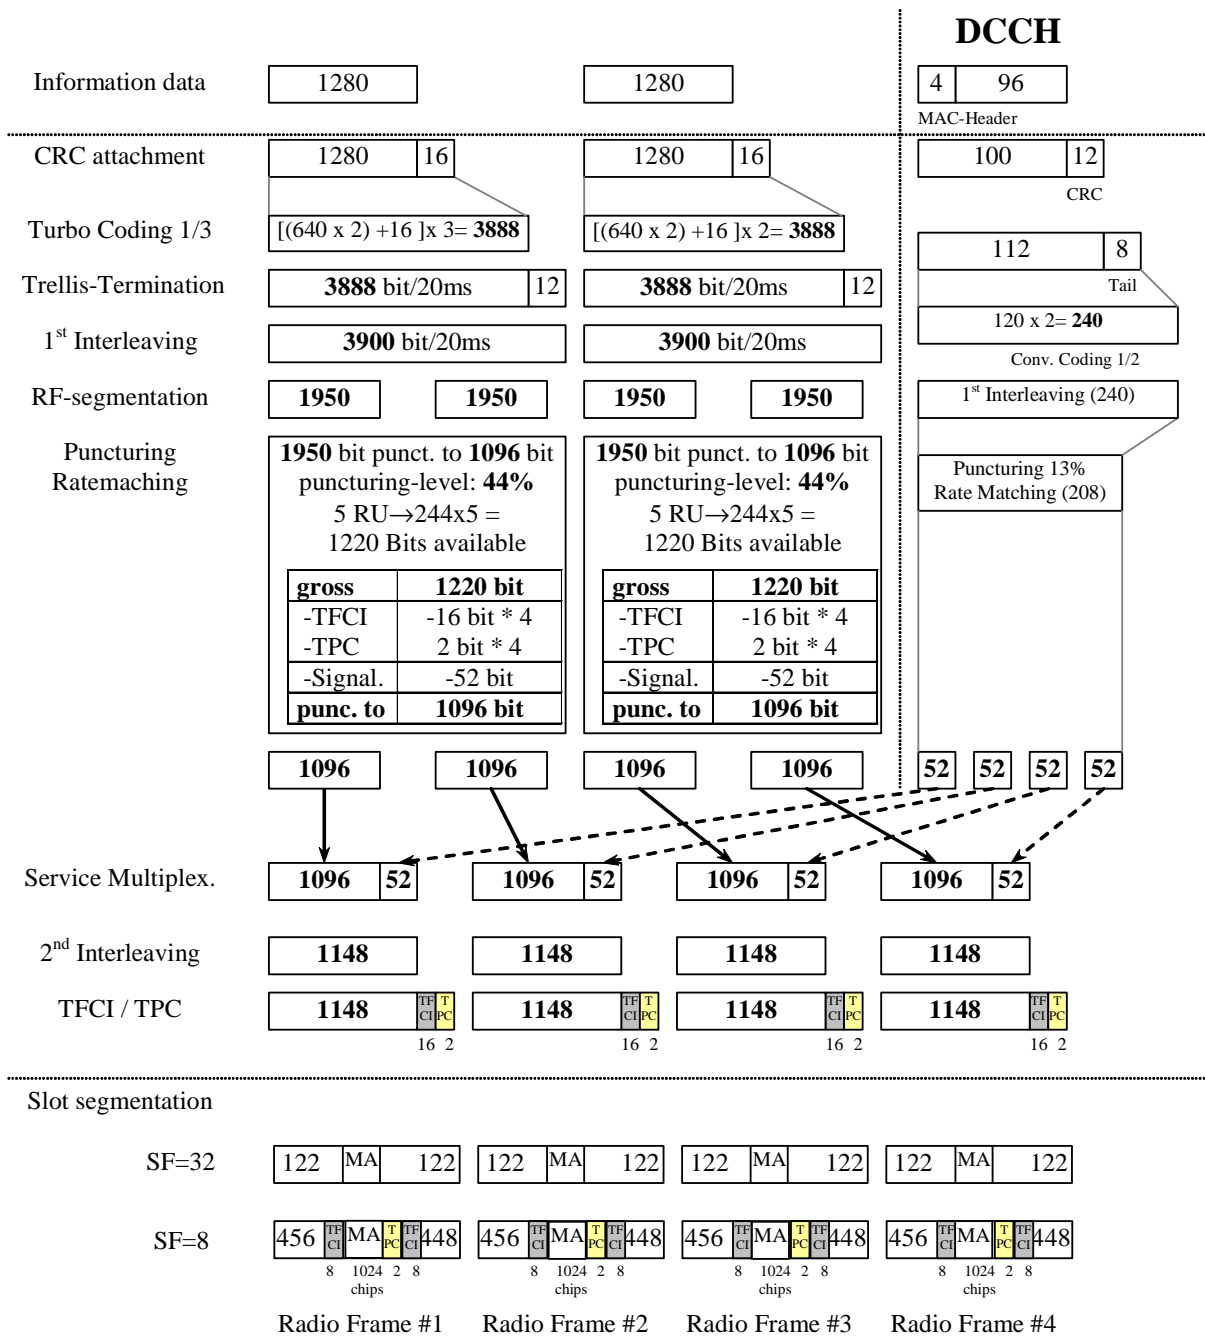 DCCH
Information data 1280 1280 4 96
MAC-Header
CRC attachment 1280 16 1280 16 100 12
CRC
Turbo Coding 1/3 [(640 x 2) +16 ]x 3= 3888 [(640 x 2) +16 ]x 2= 3888
112 8
Trellis-Termination 3888 bit/20ms 12 3888 bit/20ms 12
Tail
120 x 2= 240
1st Interleaving 3900 bit/20ms 3900 bit/20ms
Conv. Coding 1/2
RF-segmentation 1950 1950 1950 1950 1st Interleaving (240)
Puncturing
Ratemaching
1950 bit punct. to 1096 bit
puncturing-level: 44%
5 RU→244x5 =
1220 Bits available
gross 1220 bit
-TFCI -16 bit * 4
-TPC 2 bit * 4
-Signal. -52 bit
punc. to 1096 bit
1950 bit punct. to 1096 bit
puncturing-level: 44%
5 RU→244x5 =
1220 Bits available
gross 1220 bit
-TFCI -16 bit * 4
-TPC 2 bit * 4
-Signal. -52 bit
punc. to 1096 bit
Puncturing 13%
Rate Matching (208)
1096 1096 1096 1096 52 52 52 52
Service Multiplex. 1096 52 1096 52 1096 52 1096 52
2nd Interleaving 1148 1148 1148 1148
TFCI / TPC 1148 TF CI T PC 1148 TF CI T PC 1148 TF CI T PC 1148 TF CI T PC
16 2 16 2 16 2 16 2
Slot segmentation
SF=32 122 MA 122 122 MA 122 122 MA 122 122 MA 122
SF=8 456 TF CI MA T PC TF CI 448 456 TF CI MA T PC TF CI 448 456 TF CI MA T PC TF CI 448 456 TF CI MA T PC TF CI 448
8 1024 2 8 8 1024 2 8 8 1024 2 8 8 1024 2 8
chips chips chips chips
Radio Frame #1 Radio Frame #2 Radio Frame #3 Radio Frame #4